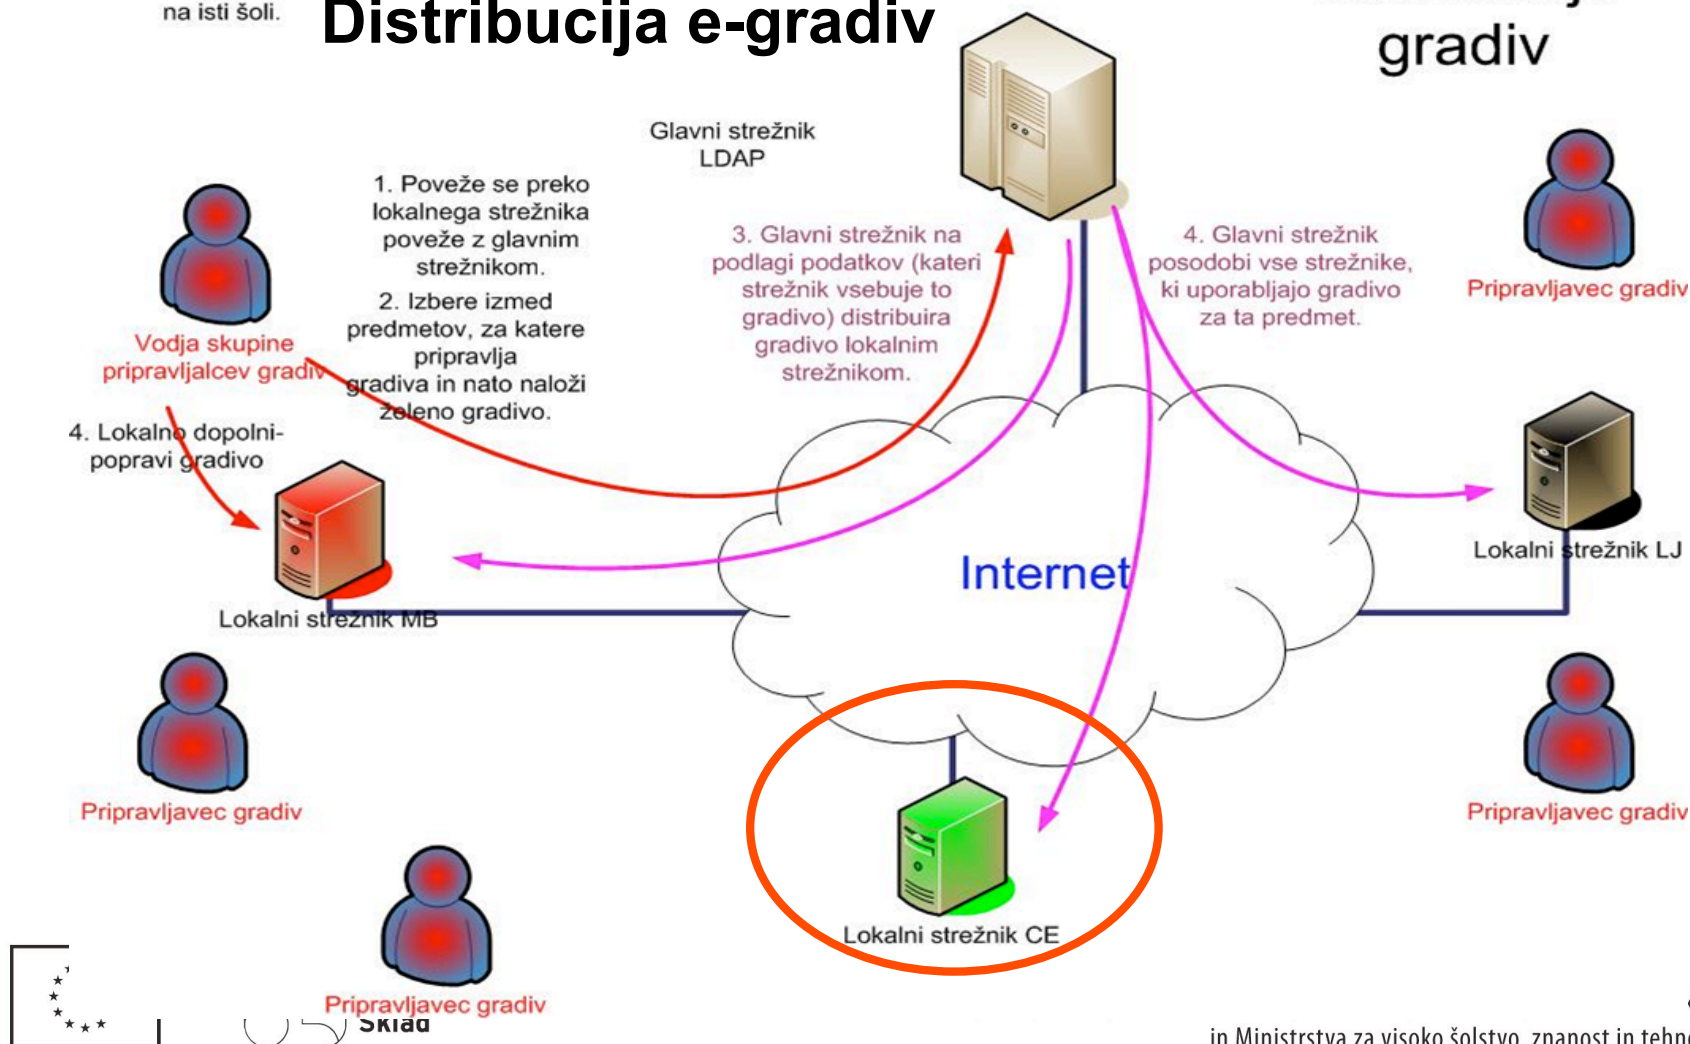 na isti šoli.
Distribucija e-gradiv
gradiv
Glavni strežnik
LDAP
1. Poveže se preko
lokalnega strežnika
poveže z glavnim
strežnikom.
2. Izbere izmed
predmetov, za katere
pripravlja
gradiva in nato naloži
želeno gradivo.
3. Glavni strežnik na
podlagi podatkov (kateri
strežnik vsebuje to
gradivo) distribuira
gradivo lokalnim
strežnikom.
4. Glavni strežnik
posodobi vse strežnike,
ki uporabljajo gradivo
za ta predmet.
Pripravljavec gradiv
Vodja skupine
pripravljalcev gradiv
4. Lokalno dopolni-
popravi gradivo
Lokalni strežnik MB
Internet
Lokalni strežnik LJ
Pripravljavec gradiv
Pripravljavec gradiv
Lokalni strežnik CE
Pripravljavec gradiv
Sklad
in Ministrstva za visoko šolstvo, znanost in